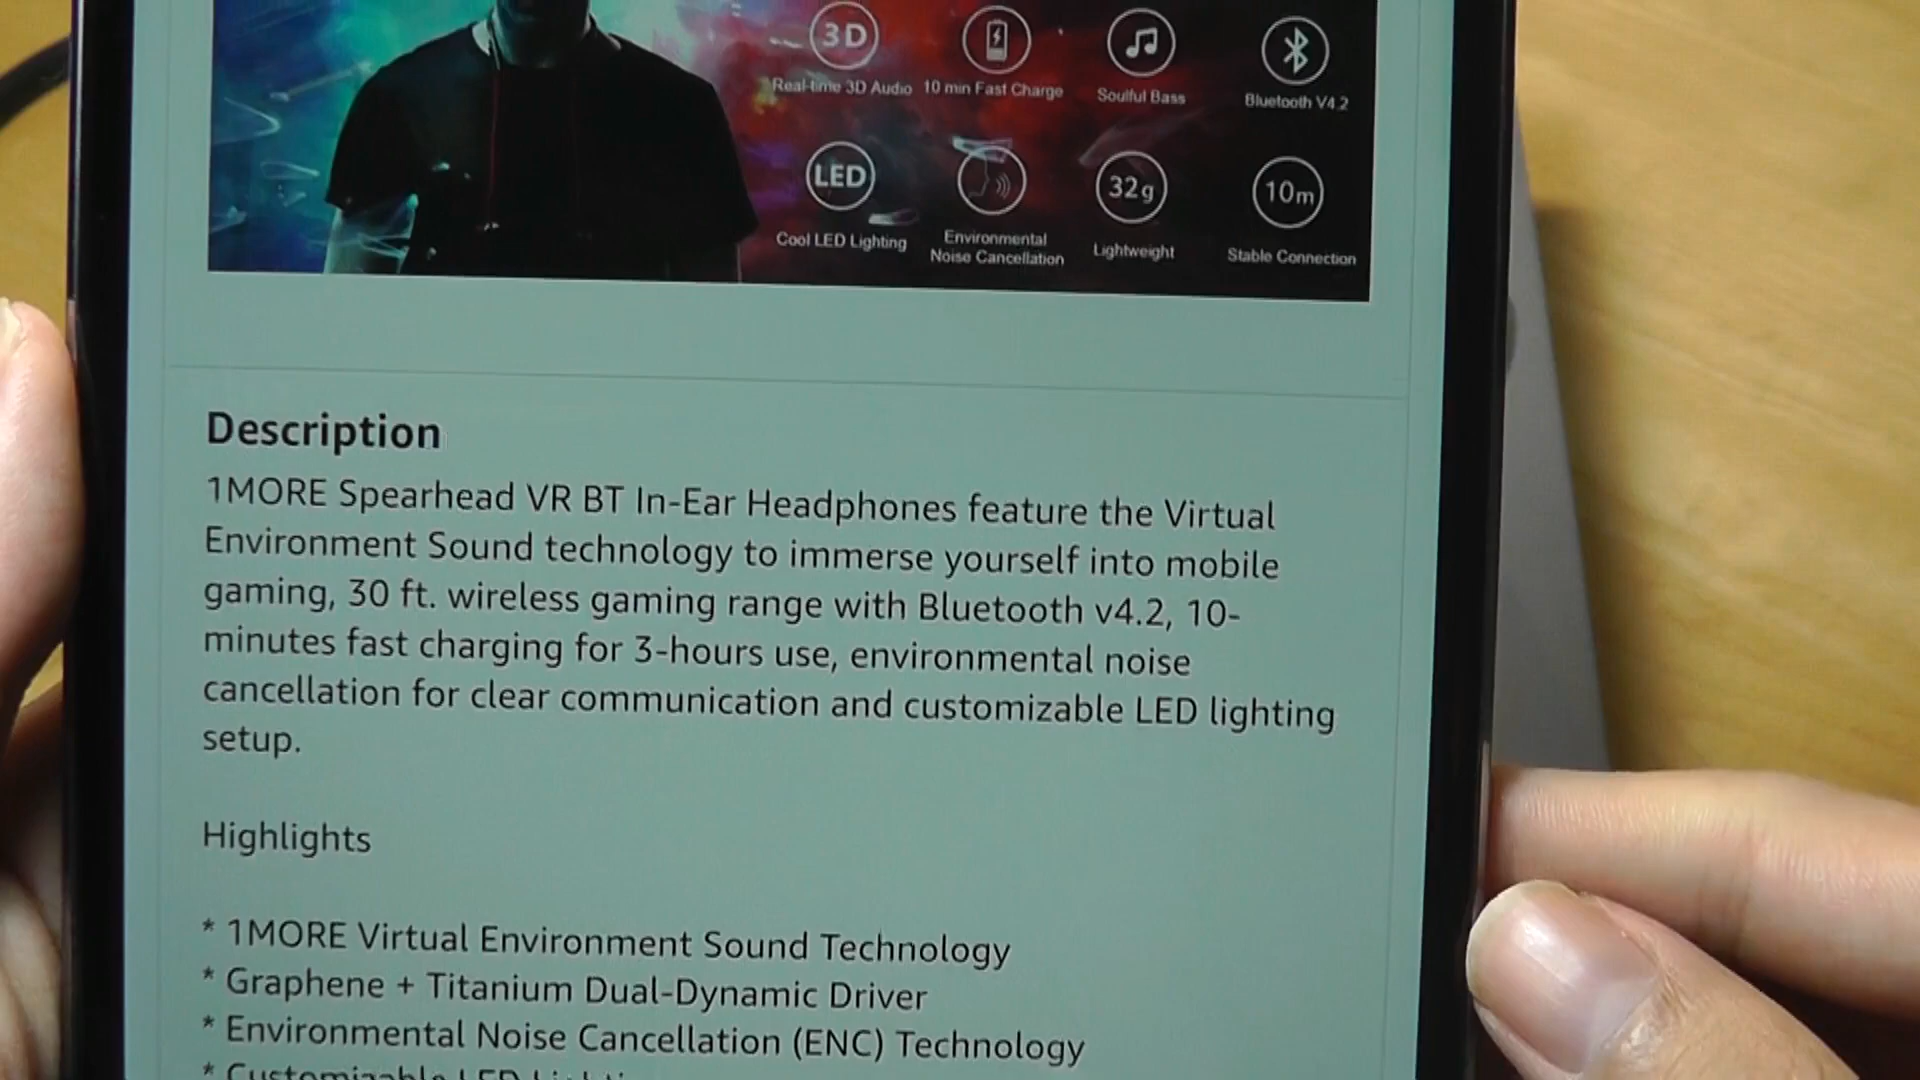 3D
Real-time 3D Audio 10 min Fast Charge Soulful Bass Bluetooth V4.2
LED 32g 10m
Cool LED Lighting Environmental Noise Cancellation Lightweight Stable Connection
Description
1MORE Spearhead VR BT In-Ear Headphones feature the Virtual
Environment Sound technology to immerse yourself into mobile
gaming, 30 ft. wireless gaming range with Bluetooth v4.2, 10-
minutes fast charging for 3-hours use, environmental noise
cancellation for clear communication and customizable LED lighting
setup.
Highlights
* 1MORE Virtual Environment Sound Technology
* Graphene + Titanium Dual-Dynamic Driver
* Environmental Noise Cancellation (ENC) Technology
* Customizable LED